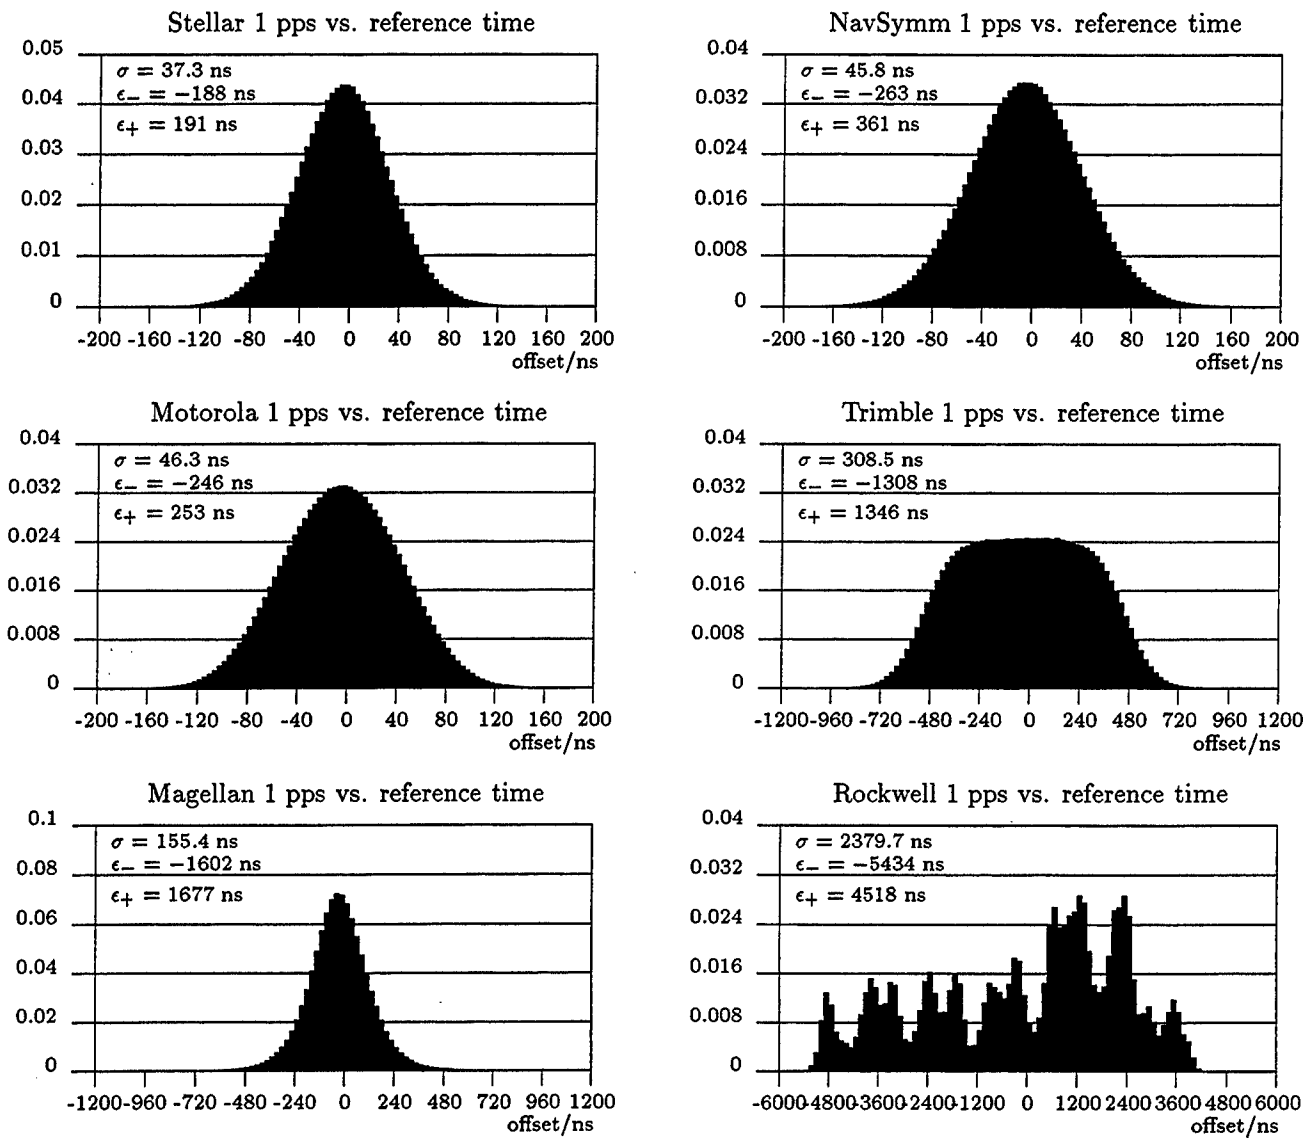 Stellar 1 pps vs. reference time
0.05
0.04
0.03
0.02
0.01
0
σ = 37.3 ns
ϵ− = −188 ns
ϵ+ = 191 ns
-200 -160 -120 -80 -40 0 40 80 120 160 200
offset/ns
NavSymm 1 pps vs. reference time
0.04
0.032
0.024
0.016
0.008
0
σ = 45.8 ns
ϵ− = −263 ns
ϵ+ = 361 ns
-200 -160 -120 -80 -40 0 40 80 120 160 200
offset/ns
Motorola 1 pps vs. reference time
0.04
0.032
0.024
0.016
0.008
0
σ = 46.3 ns
ϵ− = −246 ns
ϵ+ = 253 ns
-200 -160 -120 -80 -40 0 40 80 120 160 200
offset/ns
Trimble 1 pps vs. reference time
0.04
0.032
0.024
0.016
0.008
0
σ = 308.5 ns
ϵ− = −1308 ns
ϵ+ = 1346 ns
-1200 -960 -720 -480 -240 0 240 480 720 960 1200
offset/ns
Magellan 1 pps vs. reference time
0.1
0.08
0.06
0.04
0.02
0
σ = 155.4 ns
ϵ− = −1602 ns
ϵ+ = 1677 ns
-1200 -960 -720 -480 -240 0 240 480 720 960 1200
offset/ns
Rockwell 1 pps vs. reference time
0.04
0.032
0.024
0.016
0.008
0
σ = 2379.7 ns
ϵ− = −5434 ns
ϵ+ = 4518 ns
-6000 -4800 -3600 -2400 -1200 0 1200 2400 3600 4800 6000
offset/ns